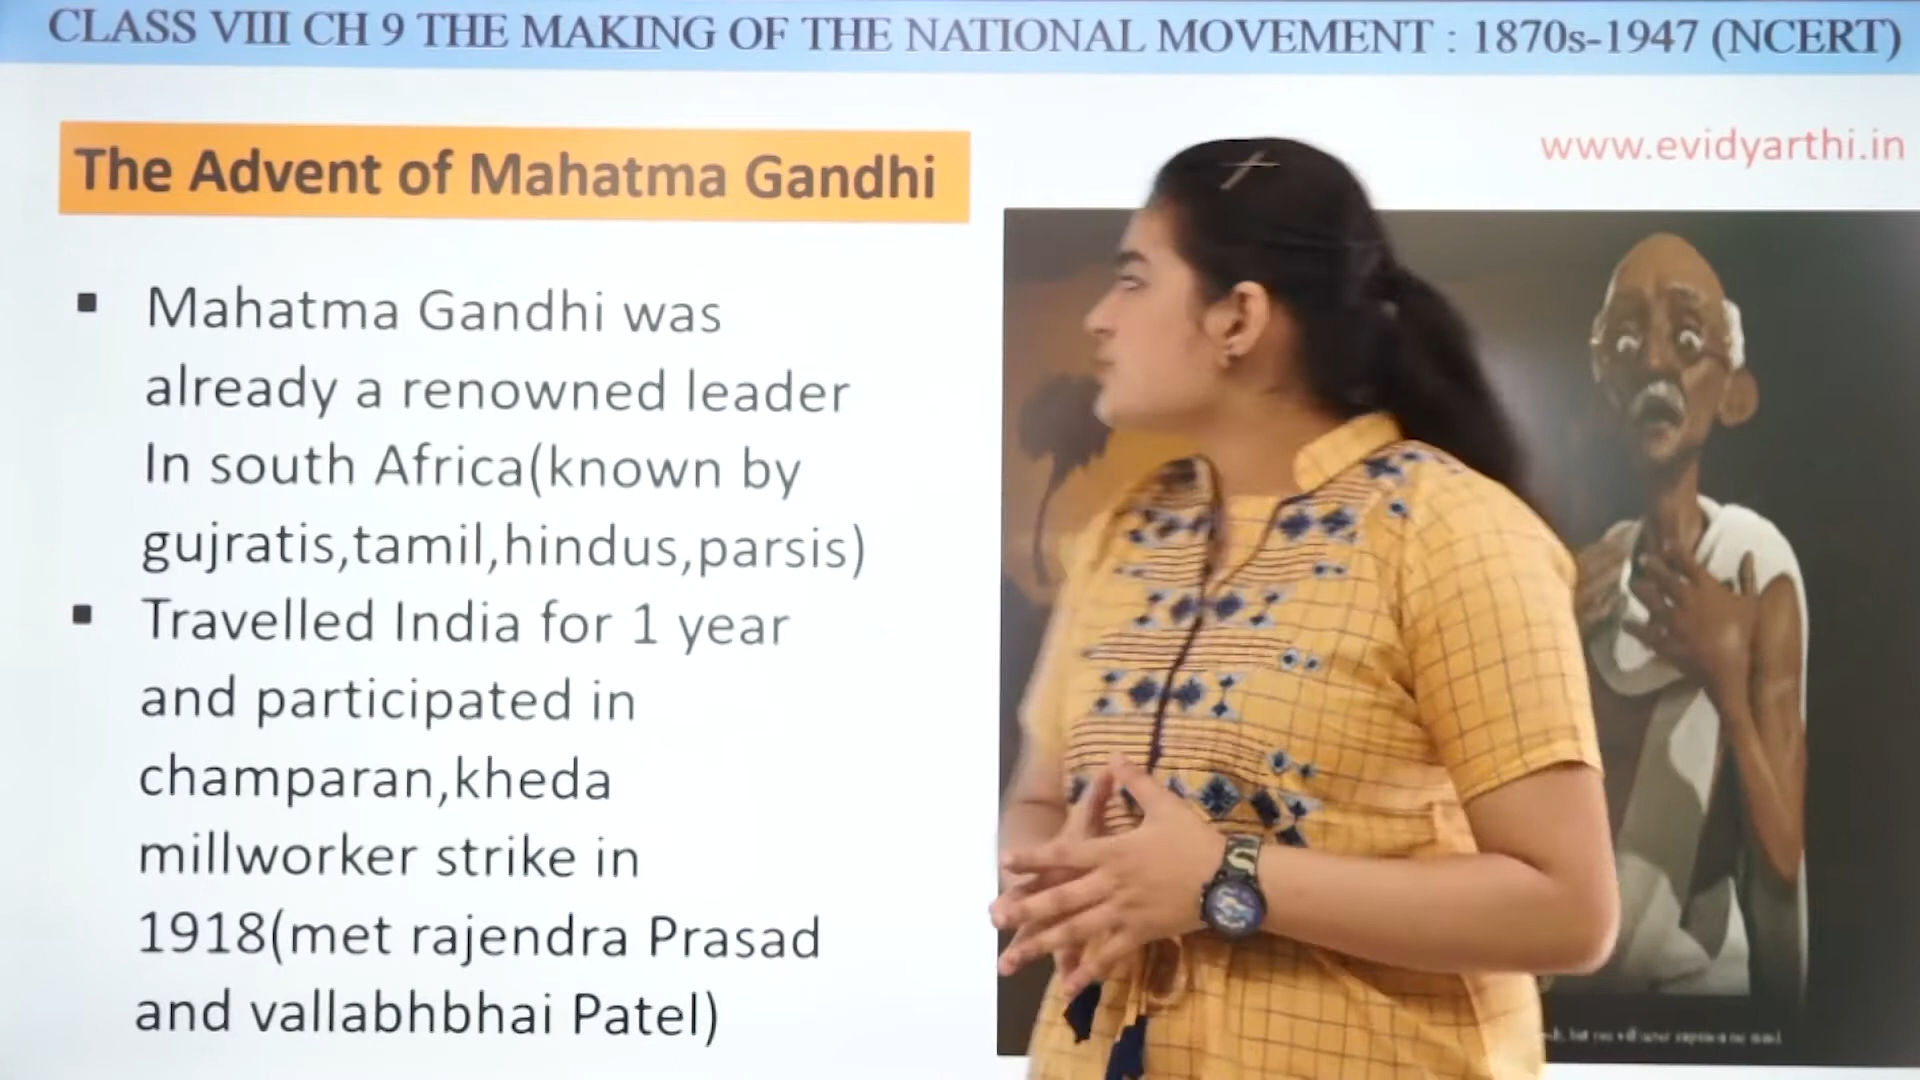 CLASS VIII CH 9 THE MAKING OF THE NATIONAL MOVEMENT : 1870s-1947 (NCERT)
www.evidyarthi.in
The Advent of Mahatma Gandhi
▪ Mahatma Gandhi was
already a renowned leader
In south Africa(known by
gujratis,tamil,hindus,parsis)
▪ Travelled India for 1 year
and participated in
champaran,kheda
millworker strike in
1918(met rajendra Prasad
and vallabhbhai Patel)